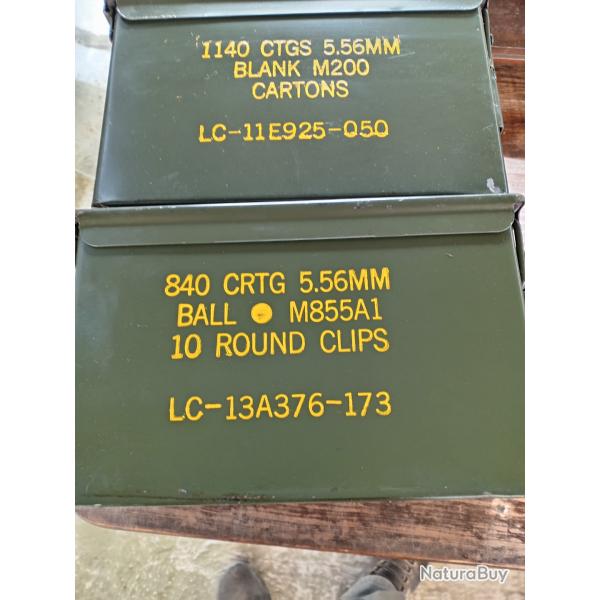 1140 CTGS 5.56MM
BLANK M200
CARTONS
LC-11E925-050
840 CRTG 5.56MM
BALL ● M855A1
10 ROUND CLIPS
LC-13A376-173
NaturaBuy